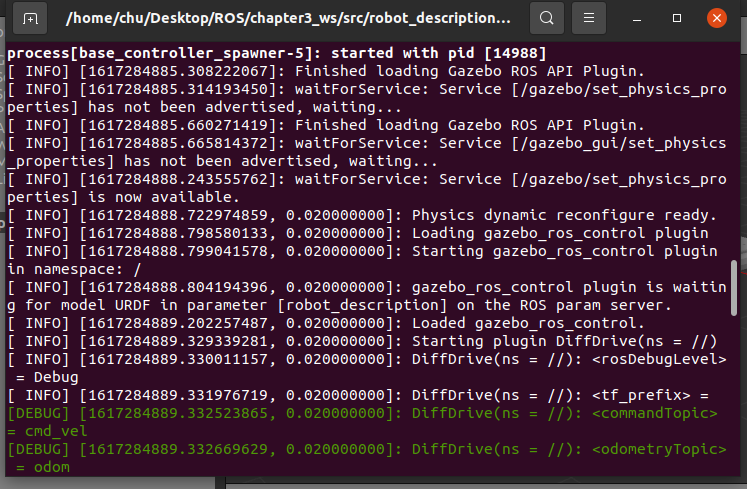 /home/chu/Desktop/ROS/chapter3_ws/src/robot_description...
process[base_controller_spawner-5]: started with pid [14988]
[ INFO] [1617284885.308222067]: Finished loading Gazebo ROS API Plugin.
[ INFO] [1617284885.314193450]: waitForService: Service [/gazebo/set_physics_pro
perties] has not been advertised, waiting...
[ INFO] [1617284885.660271419]: Finished loading Gazebo ROS API Plugin.
[ INFO] [1617284885.665814372]: waitForService: Service [/gazebo_gui/set_physics
_properties] has not been advertised, waiting...
[ INFO] [1617284888.243555762]: waitForService: Service [/gazebo/set_physics_pro
perties] is now available.
[ INFO] [1617284888.722974859, 0.020000000]: Physics dynamic reconfigure ready.
[ INFO] [1617284888.798580133, 0.020000000]: Loading gazebo_ros_control plugin
[ INFO] [1617284888.799041578, 0.020000000]: Starting gazebo_ros_control plugin
in namespace: /
[ INFO] [1617284888.804194396, 0.020000000]: gazebo_ros_control plugin is waitin
g for model URDF in parameter [robot_description] on the ROS param server.
[ INFO] [1617284889.202257487, 0.020000000]: Loaded gazebo_ros_control.
[ INFO] [1617284889.329339281, 0.020000000]: Starting plugin DiffDrive(ns = //)
[ INFO] [1617284889.330011157, 0.020000000]: DiffDrive(ns = //): <rosDebugLevel>
= Debug
[ INFO] [1617284889.331976719, 0.020000000]: DiffDrive(ns = //): <tf_prefix> =
[DEBUG] [1617284889.332523865, 0.020000000]: DiffDrive(ns = //): <commandTopic>
= cmd_vel
[DEBUG] [1617284889.332669629, 0.020000000]: DiffDrive(ns = //): <odometryTopic>
= odom